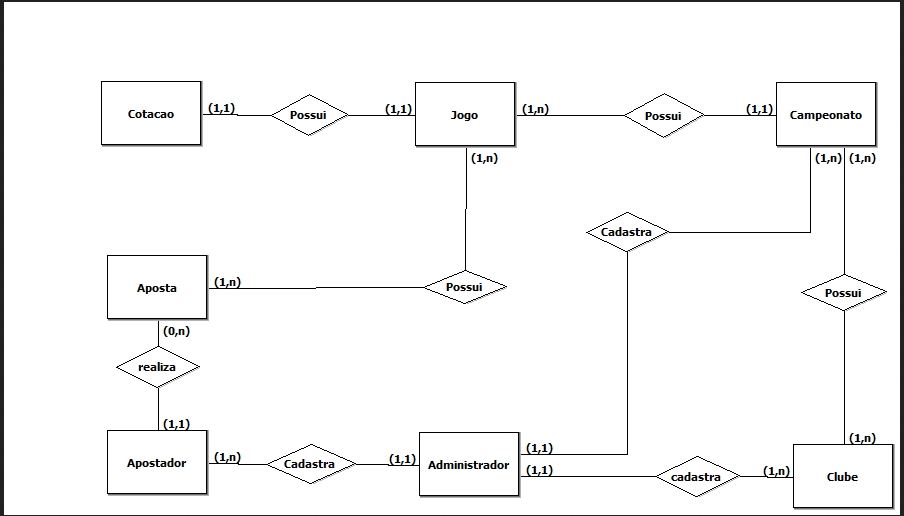 Cotacao (1,1) Possui (1,1) Jogo (1,n) Possui (1,1) Campeonato
(1,n) (1,n) (1,n)
Cadastra
Aposta (1,n) Possui Possui
(0,n)
realiza
(1,1) (1,n)
Apostador (1,n) Cadastra (1,1) Administrador (1,1)
(1,1) cadastra (1,n) Clube